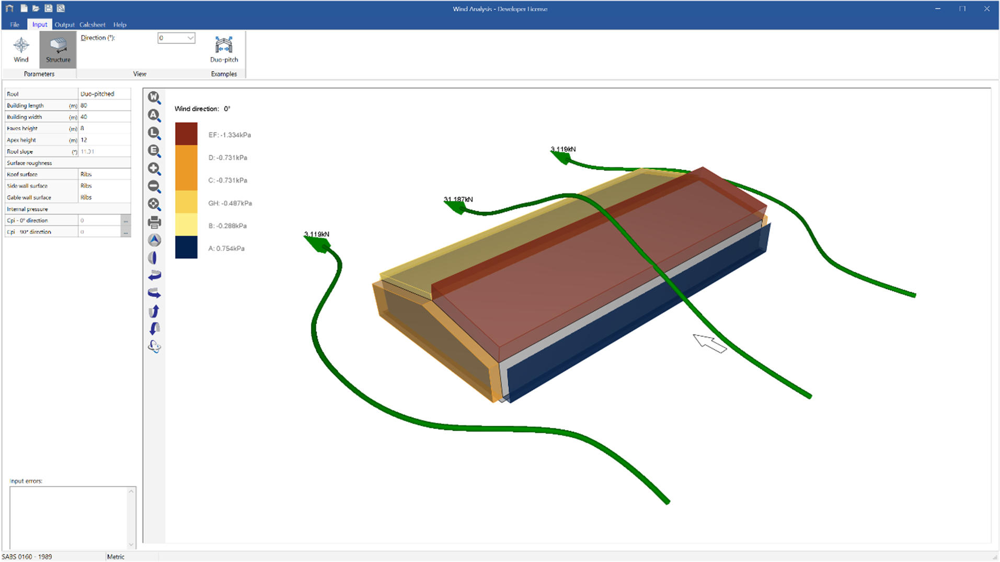 Wind Analysis - Developer License
File Input Output Calcsheet Help
Direction (°): 0
Wind Structure Duo-pitch
Parameters View Examples
Roof Duo-pitched
Building length (m) 80
Building width (m) 40
Eaves height (m) 8
Apex height (m) 12
Roof slope (°) 11.31
Surface roughness
Roof surface Ribs
Side wall surface Ribs
Gable wall surface Ribs
Internal pressure
Cpi - 0° direction 0 ...
Cpi - 90° direction 0 ...
Input errors:
W
A
L
E
Wind direction: 0°
EF: -1.334kPa
D: -0.731kPa
C: -0.731kPa
GH: -0.487kPa
B: -0.288kPa
A: 0.754kPa
3.119kN
31.187kN
3.119kN
SABS 0160 - 1989 Metric